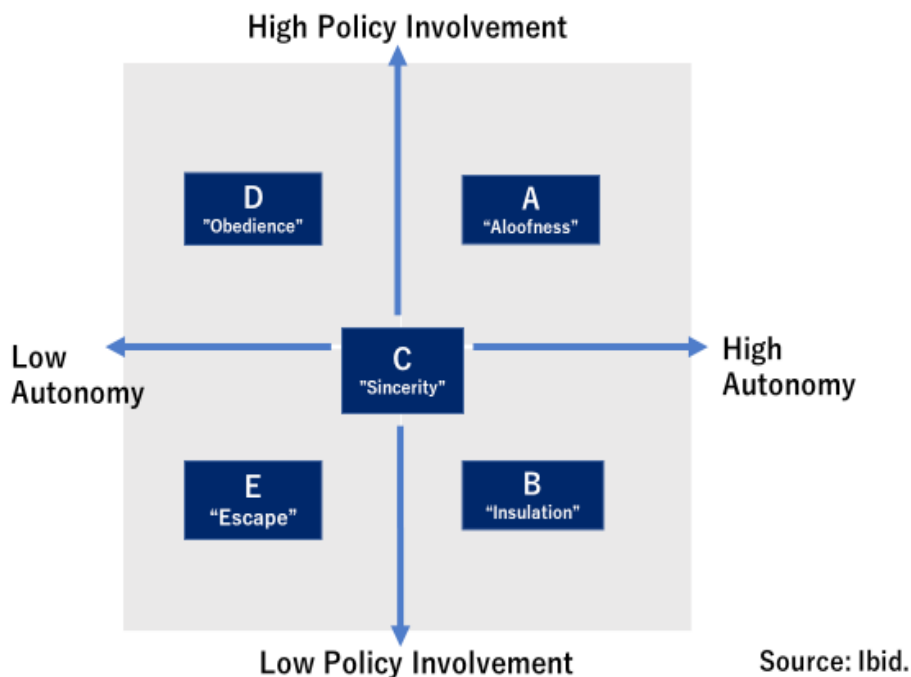 High Policy Involvement
D
”Obedience”
A
“Aloofness”
Low
Autonomy
C
”Sincerity”
High
Autonomy
E
“Escape”
B
“Insulation”
Low Policy Involvement
Source: Ibid.